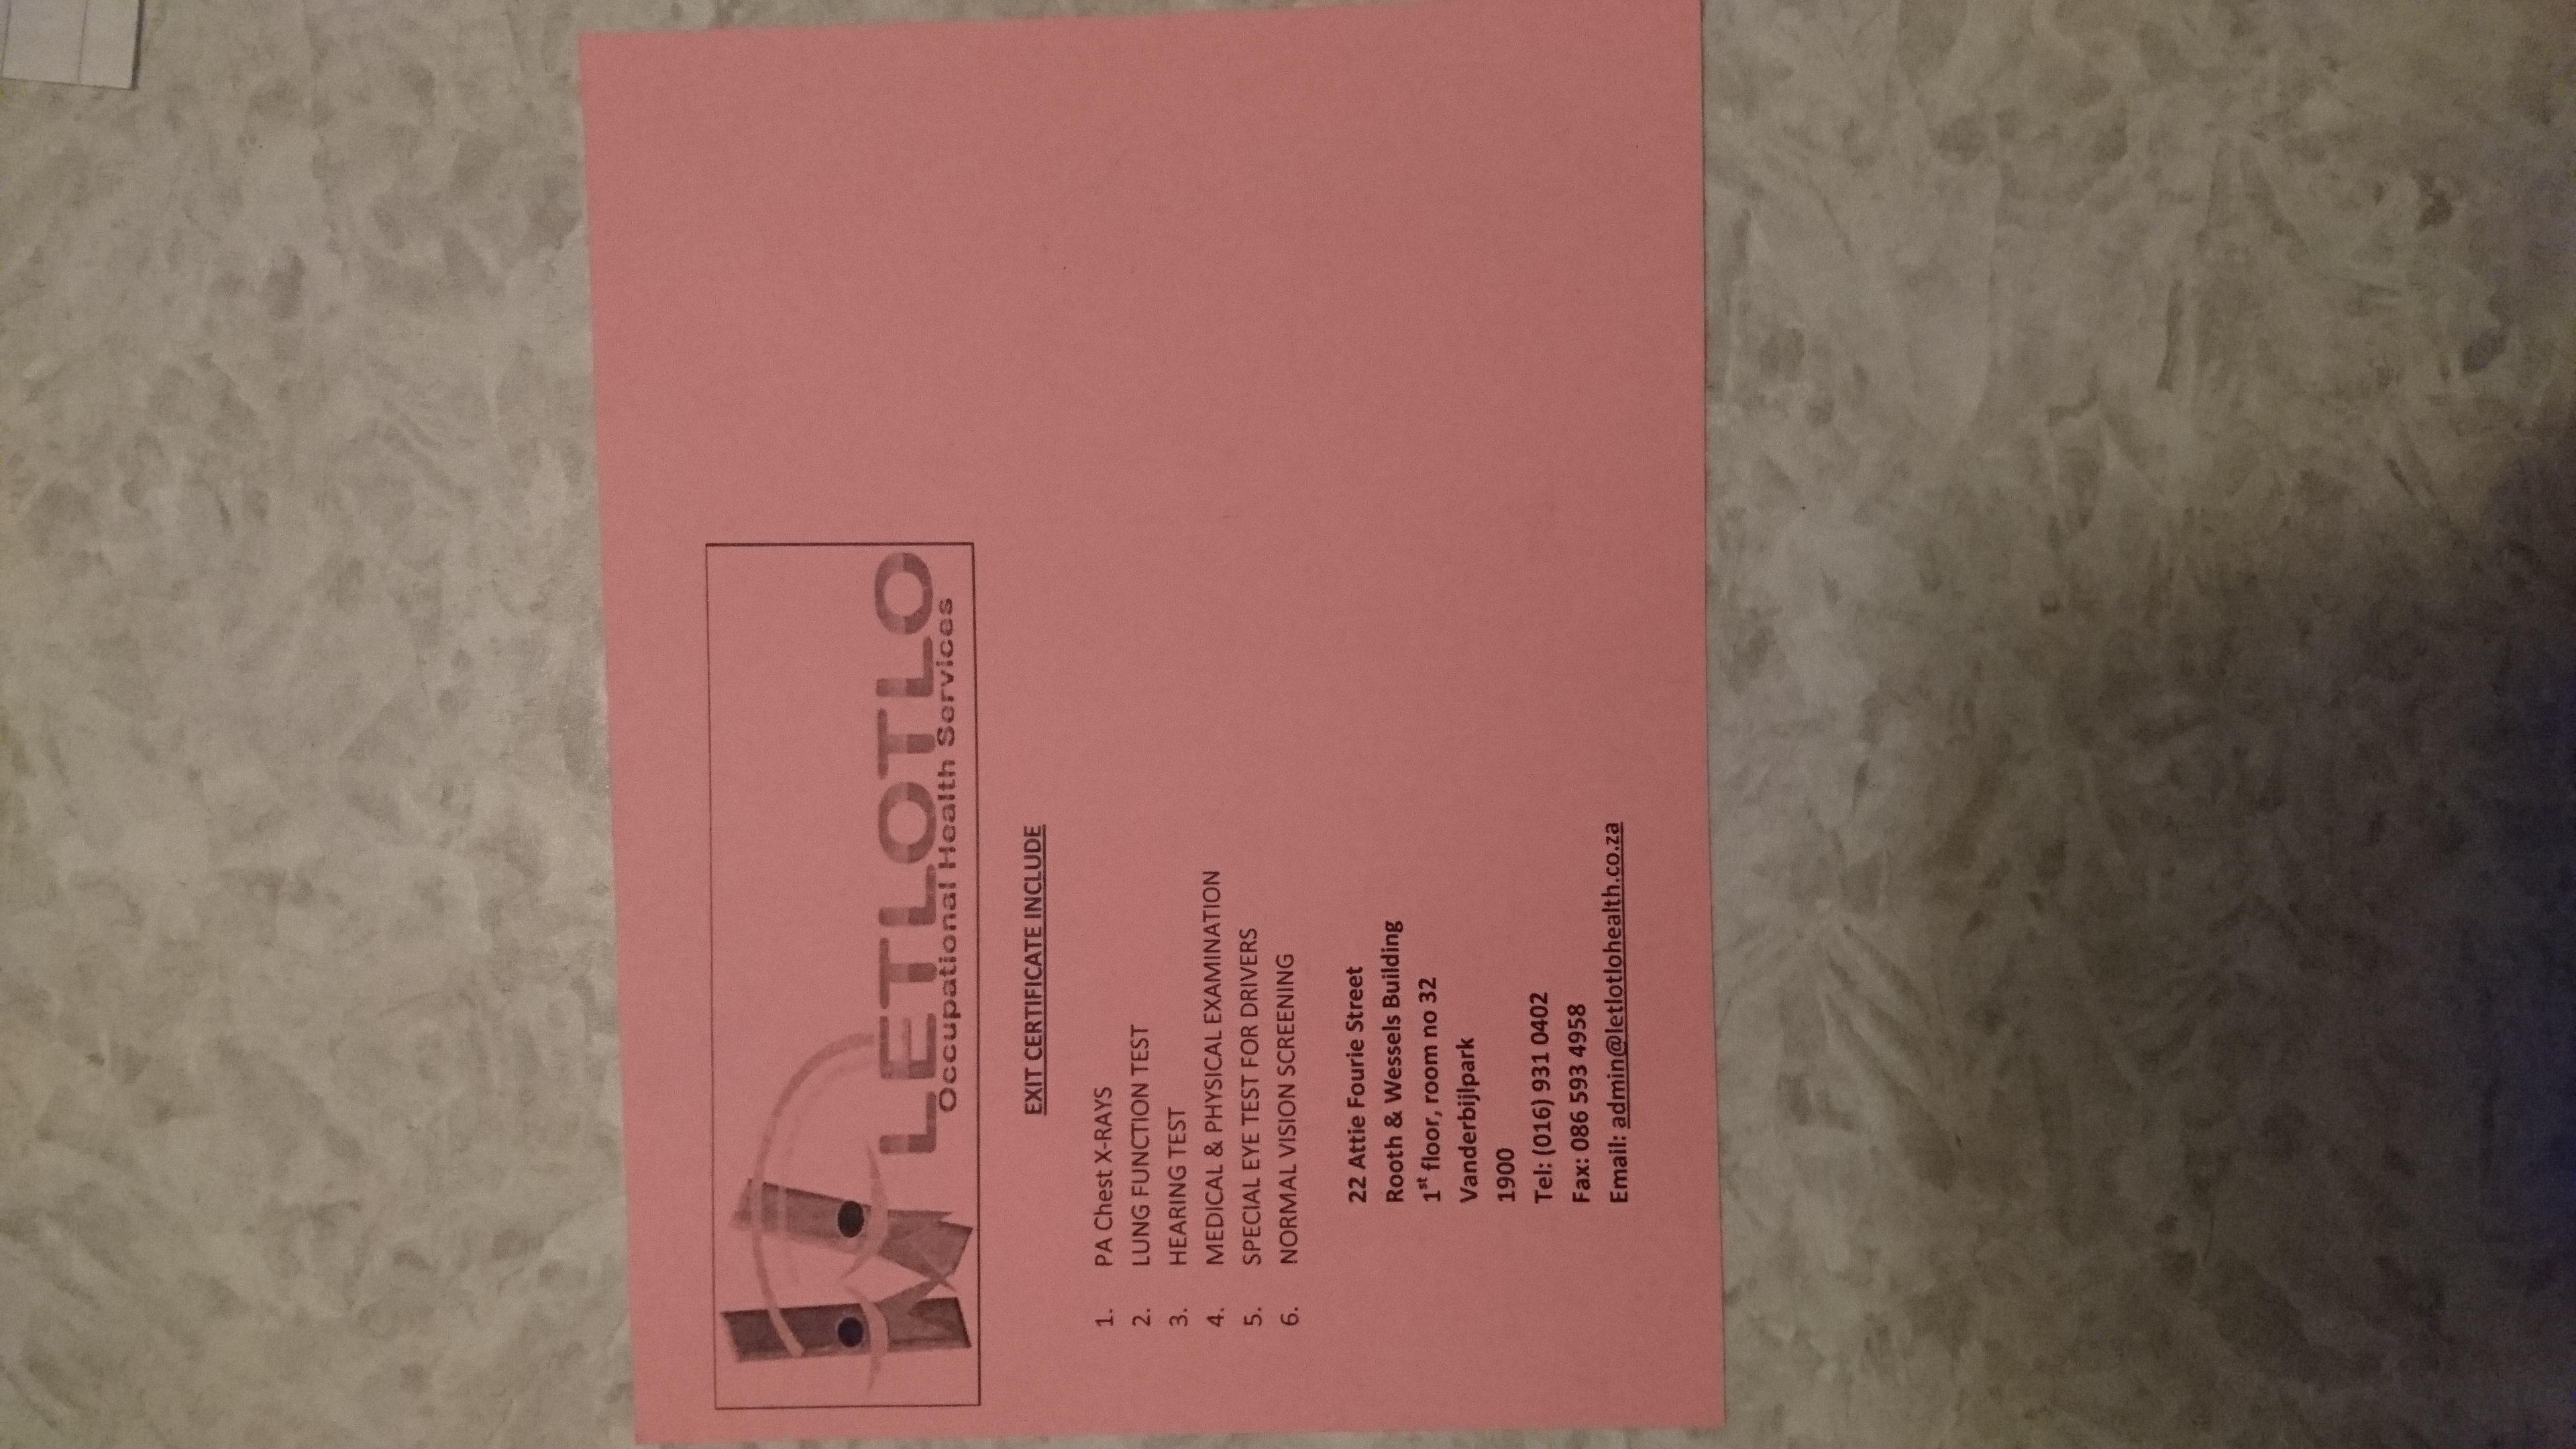 LETLOTLO
Occupational Health Services
EXIT CERTIFICATE INCLUDE
1. PA Chest X-RAYS
2. LUNG FUNCTION TEST
3. HEARING TEST
4. MEDICAL & PHYSICAL EXAMINATION
5. SPECIAL EYE TEST FOR DRIVERS
6. NORMAL VISION SCREENING
22 Attie Fourie Street
Rooth & Wessels Building
1st floor, room no 32
Vanderbijlpark
1900
Tel: (016) 931 0402
Fax: 086 593 4958
Email: admin@letlotlohealth.co.za